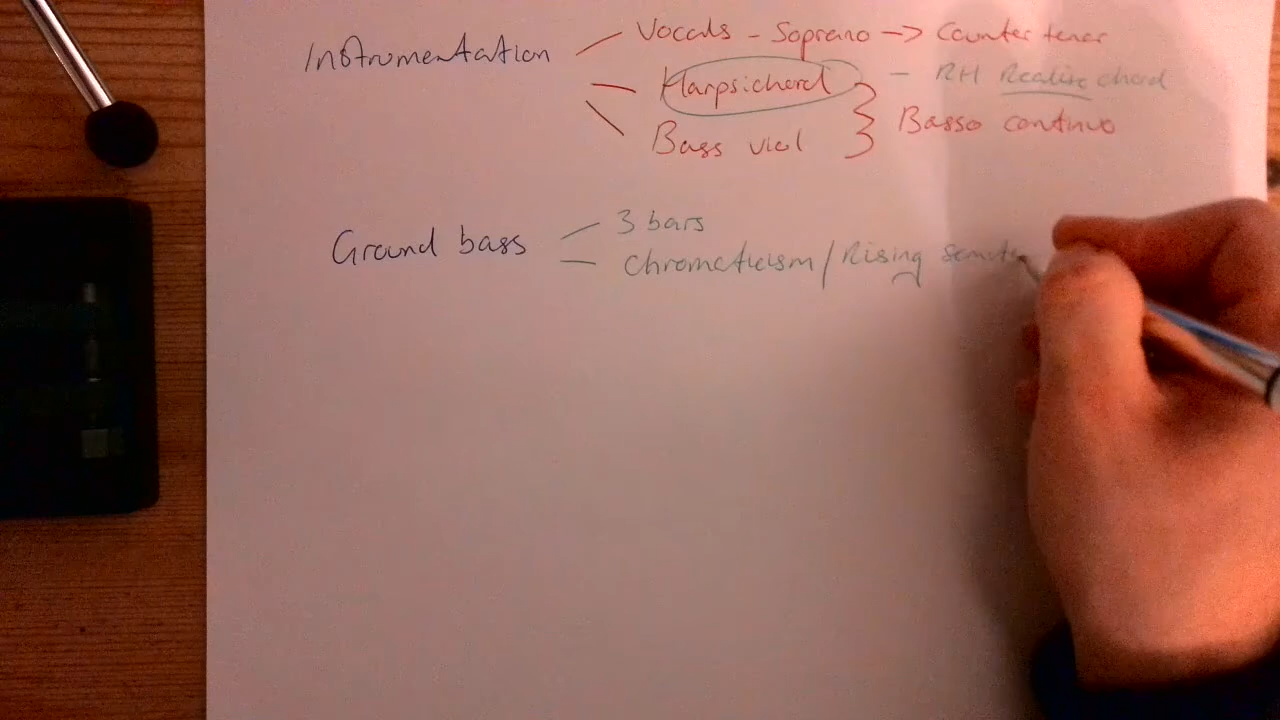 Instrumentation
Vocals - Soprano → Counter tenor
Harpsichord - RH Realise chord
Bass viol
Basso continuo
Ground bass
3 bars
Chromaticism / Rising semito